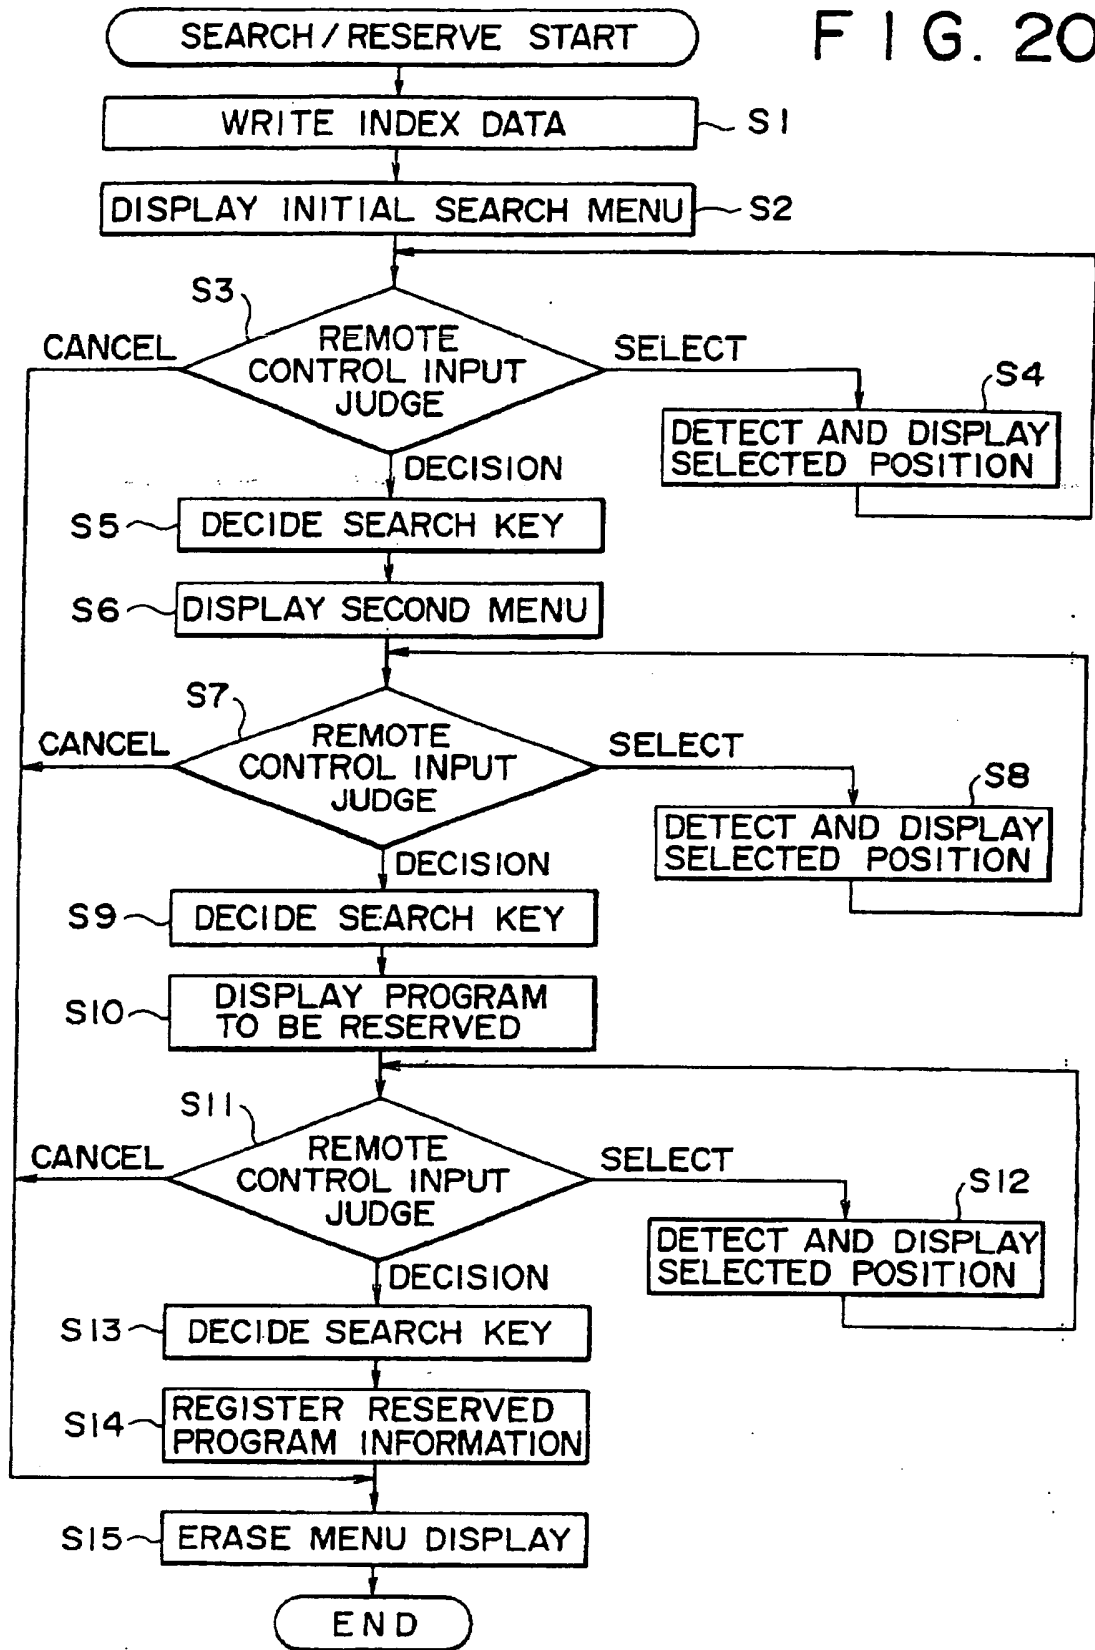 SEARCH / RESERVE START
FIG. 20
WRITE INDEX DATA
S1
DISPLAY INITIAL SEARCH MENU
S2
S3
CANCEL
REMOTE
CONTROL INPUT
JUDGE
SELECT
S4
DETECT AND DISPLAY
SELECTED POSITION
DECISION
S5
DECIDE SEARCH KEY
S6
DISPLAY SECOND MENU
S7
CANCEL
REMOTE
CONTROL INPUT
JUDGE
SELECT
S8
DETECT AND DISPLAY
SELECTED POSITION
DECISION
S9
DECIDE SEARCH KEY
S10
DISPLAY PROGRAM
TO BE RESERVED
S11
CANCEL
REMOTE
CONTROL INPUT
JUDGE
SELECT
S12
DETECT AND DISPLAY
SELECTED POSITION
DECISION
S13
DECIDE SEARCH KEY
S14
REGISTER RESERVED
PROGRAM INFORMATION
S15
ERASE MENU DISPLAY
END